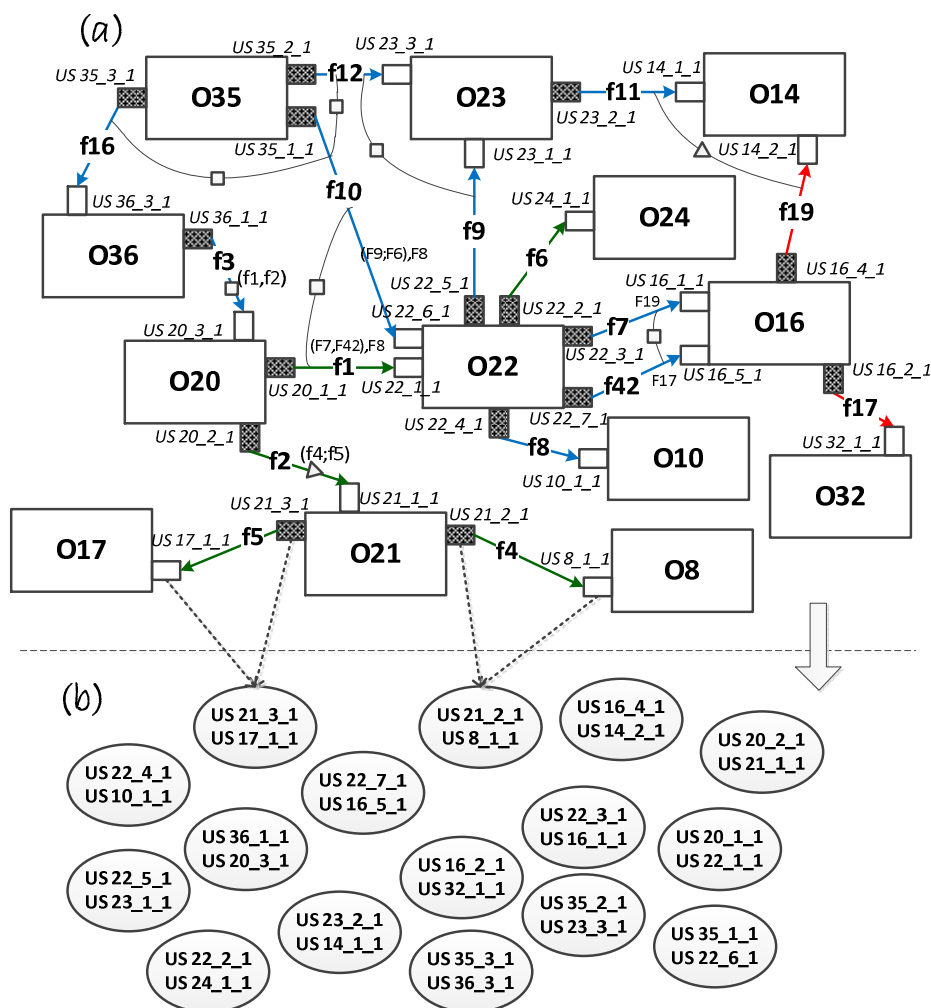 (a)
US 35_2_1
US 23_3_1
US 35_3_1
f12
US 14_1_1
O35
O23
f11
O14
US 23_2_1
f16
US 35_1_1
US 23_1_1
US 14_2_1
f10
US 36_3_1
US 36_1_1
US 24_1_1
O24
f19
O36
f3
(f1,f2)
f9
f6
(F9;F6),F8
US 22_5_1
US 16_1_1
US 16_4_1
US 22_6_1
US 22_2_1
F19
f7
O16
US 20_3_1
(F7,F42),F8
US 22_3_1
O20
f1
O22
US 20_1_1
US 22_1_1
f42
F17
US 16_5_1
US 16_2_1
US 20_2_1
US 22_4_1
US 22_7_1
f17
f2
(f4;f5)
f8
O10
US 32_1_1
US 10_1_1
O32
US 21_3_1
US 21_1_1
US 21_2_1
O17
US 17_1_1
f5
O21
f4
US 8_1_1
O8
(b)
US 21_3_1
US 17_1_1
US 21_2_1
US 8_1_1
US 16_4_1
US 14_2_1
US 20_2_1
US 21_1_1
US 22_4_1
US 10_1_1
US 22_7_1
US 16_5_1
US 36_1_1
US 20_3_1
US 22_3_1
US 16_1_1
US 20_1_1
US 22_1_1
US 22_5_1
US 23_1_1
US 16_2_1
US 32_1_1
US 35_2_1
US 23_3_1
US 23_2_1
US 14_1_1
US 35_1_1
US 22_6_1
US 22_2_1
US 24_1_1
US 35_3_1
US 36_3_1